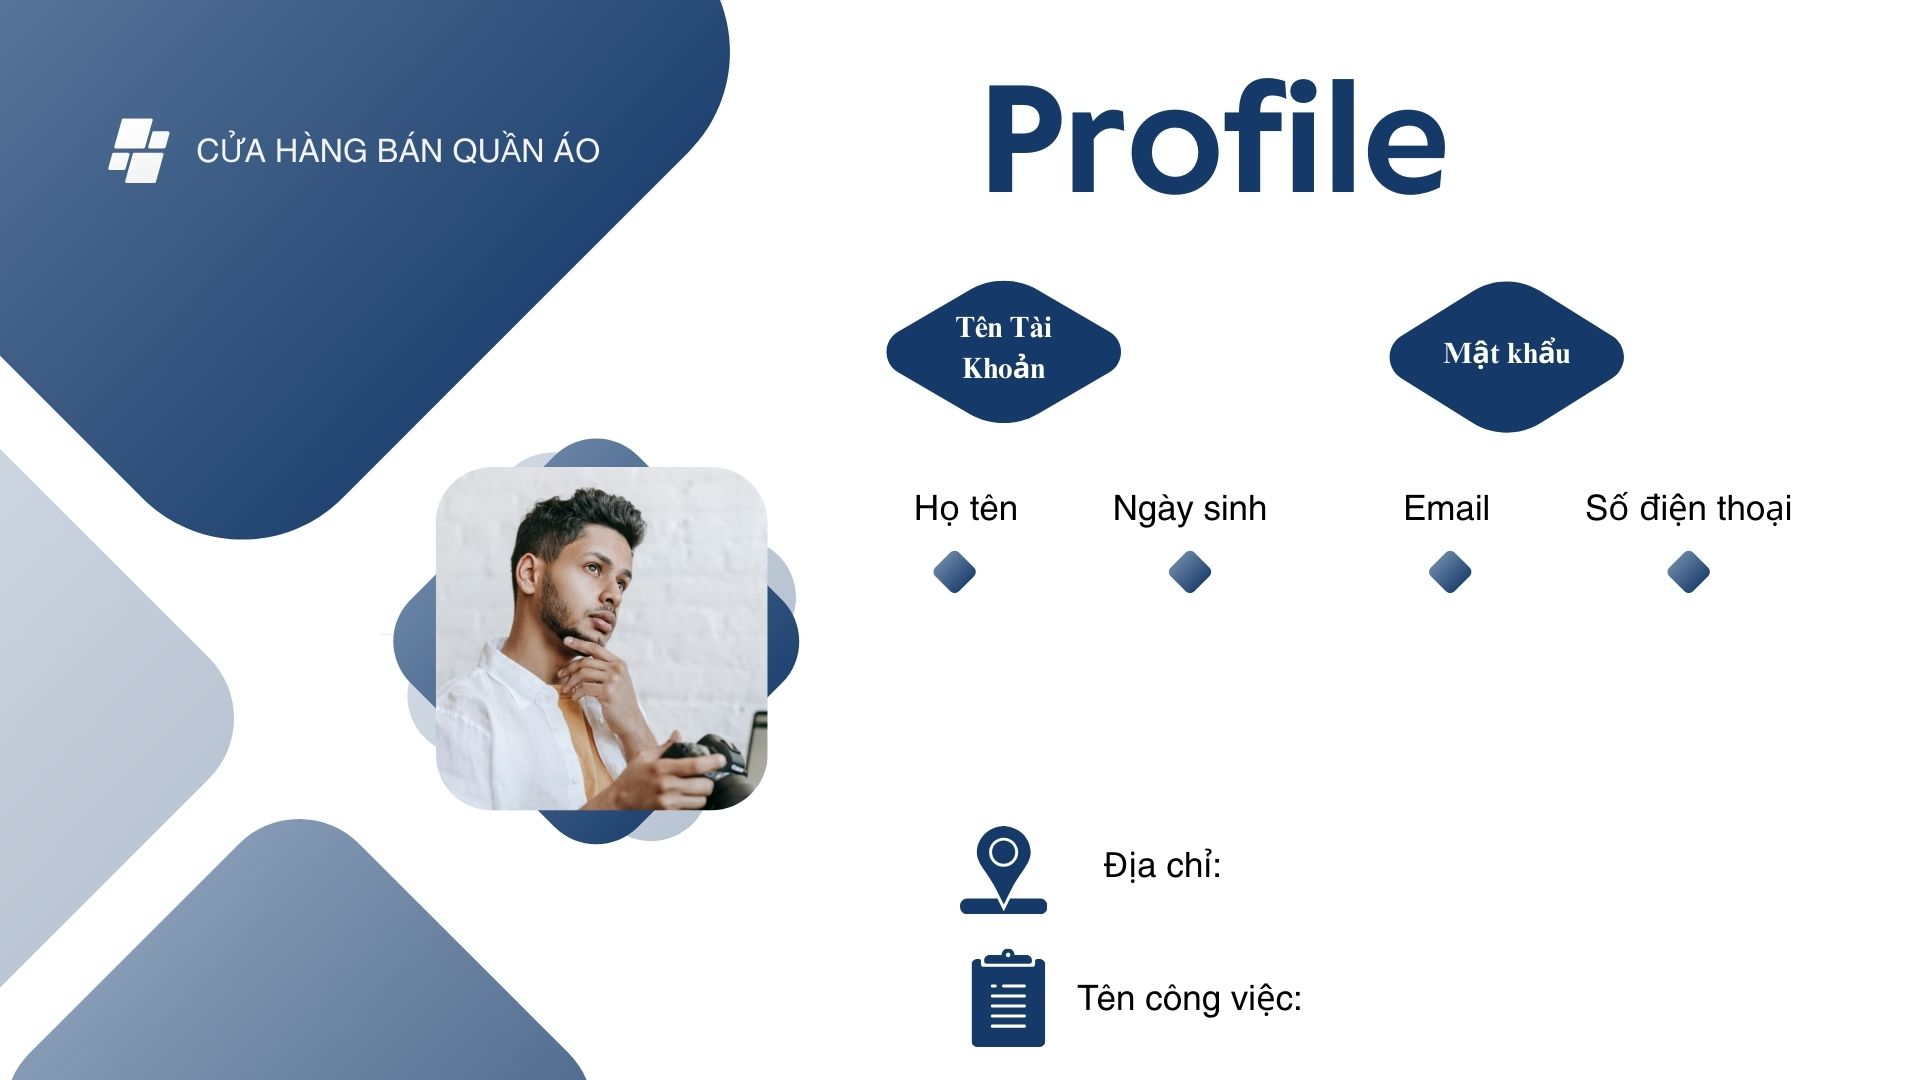 CỬA HÀNG BÁN QUẦN ÁO
Profile
Tên Tài
Khoản
Mật khẩu
Họ tên
Ngày sinh
Email
Số điện thoại
Địa chỉ:
Tên công việc: